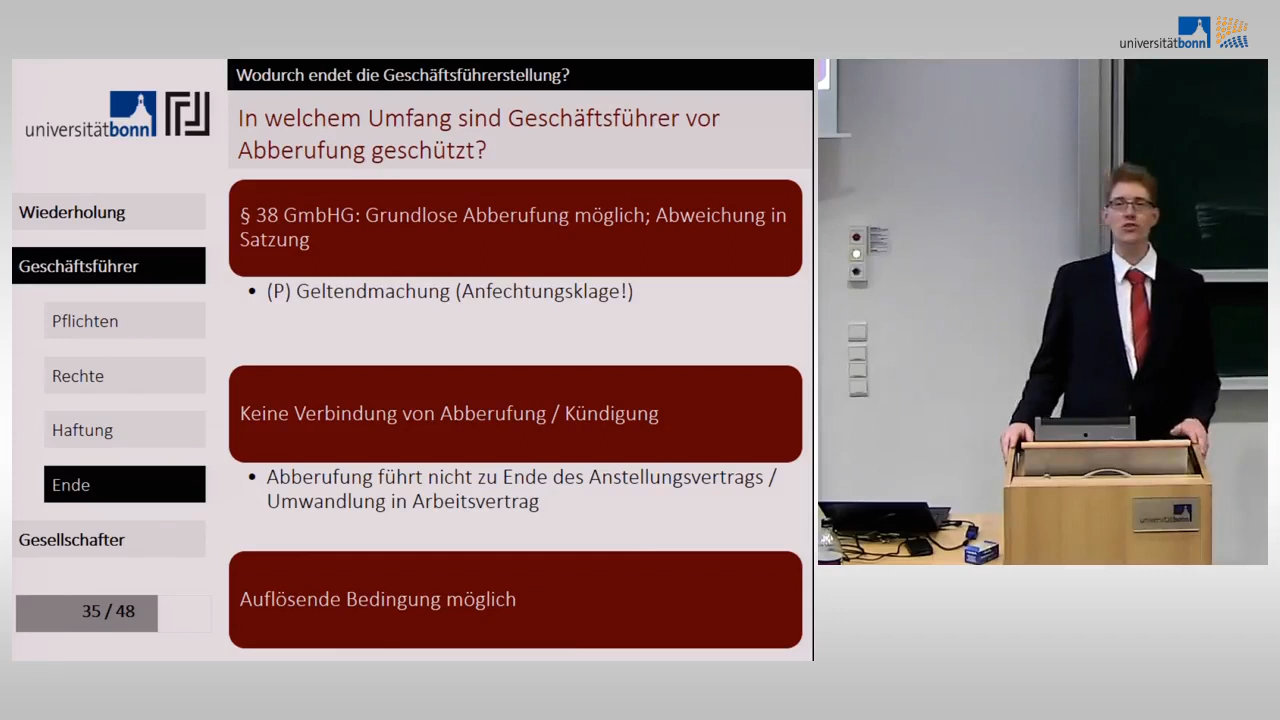 universitätbonn
Wodurch endet die Geschäftsführerstellung?
universitätbonn
In welchem Umfang sind Geschäftsführer vor
Abberufung geschützt?
Wiederholung
Geschäftsführer
Pflichten
Rechte
Haftung
Ende
Gesellschafter
35 / 48
§ 38 GmbHG: Grundlose Abberufung möglich; Abweichung in
Satzung
• (P) Geltendmachung (Anfechtungsklage!)
Keine Verbindung von Abberufung / Kündigung
• Abberufung führt nicht zu Ende des Anstellungsvertrags /
Umwandlung in Arbeitsvertrag
Auflösende Bedingung möglich
universitätbonn